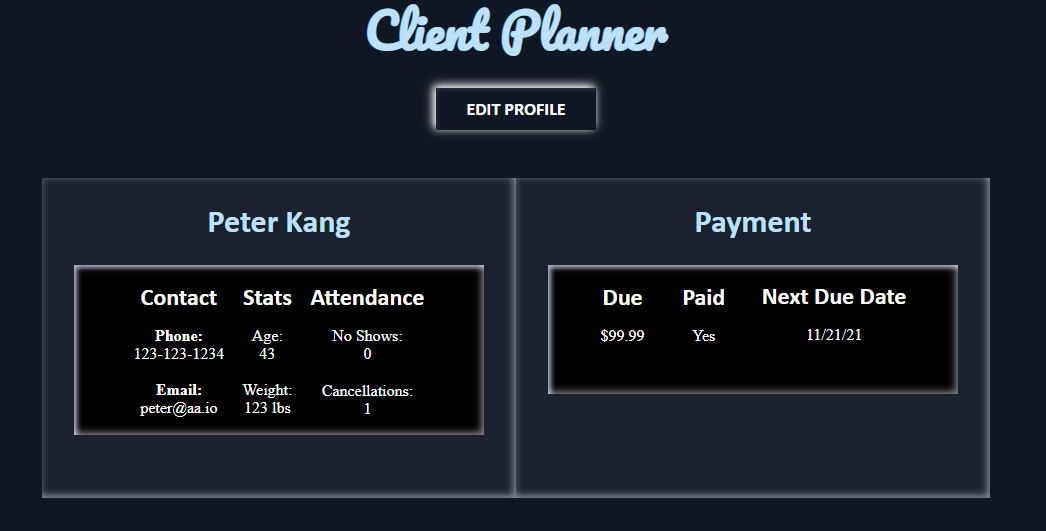 Client Planner
EDIT PROFILE
Peter Kang
Contact
Phone:
123-123-1234
Email:
peter@aa.io
Stats
Age:
43
Weight:
123 lbs
Attendance
No Shows:
0
Cancellations:
1
Payment
Due
$99.99
Paid
Yes
Next Due Date
11/21/21